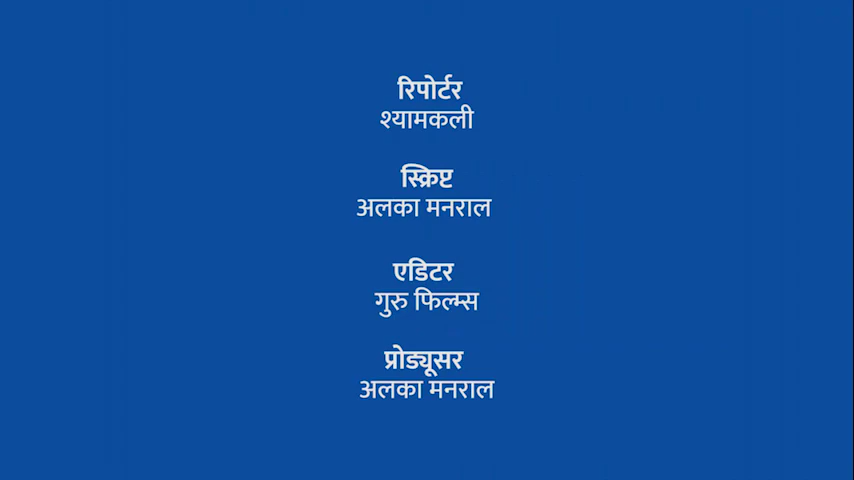 रिपोर्टर
श्यामकली
स्क्रिप्ट
अलका मनराल
एडिटर
गुरु फिल्म्स
प्रोड्यूसर
अलका मनराल